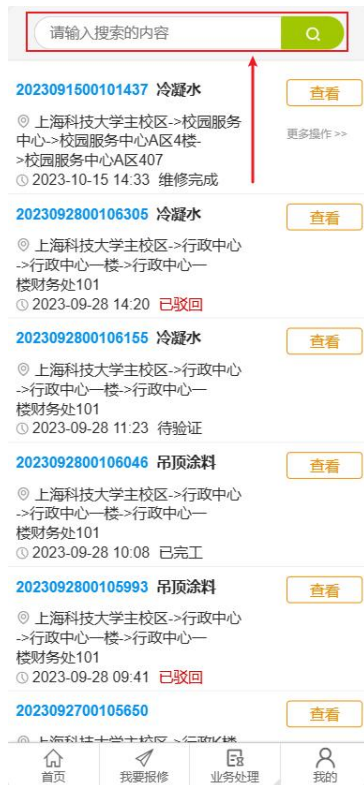 请输入搜索的内容
2023091500101437 冷凝水
查看
上海科技大学主校区->校园服务
更多操作 >>
中心->校园服务中心A区4楼-
>校园服务中心A区407
2023-10-15 14:33 维修完成
2023092800106305 冷凝水
查看
上海科技大学主校区->行政中心
->行政中心一楼->行政中心一
楼财务处101
2023-09-28 14:20 已驳回
2023092800106155 冷凝水
查看
上海科技大学主校区->行政中心
->行政中心一楼->行政中心一
楼财务处101
2023-09-28 11:23 待验证
2023092800106046 吊顶涂料
查看
上海科技大学主校区->行政中心
->行政中心一楼->行政中心一
楼财务处101
2023-09-28 10:08 已完工
2023092800105993 吊顶涂料
查看
上海科技大学主校区->行政中心
->行政中心一楼->行政中心一
楼财务处101
2023-09-28 09:41 已驳回
2023092700105650
查看
上海科技大学主校区->行政K楼
首页 我要报修 业务处理 我的